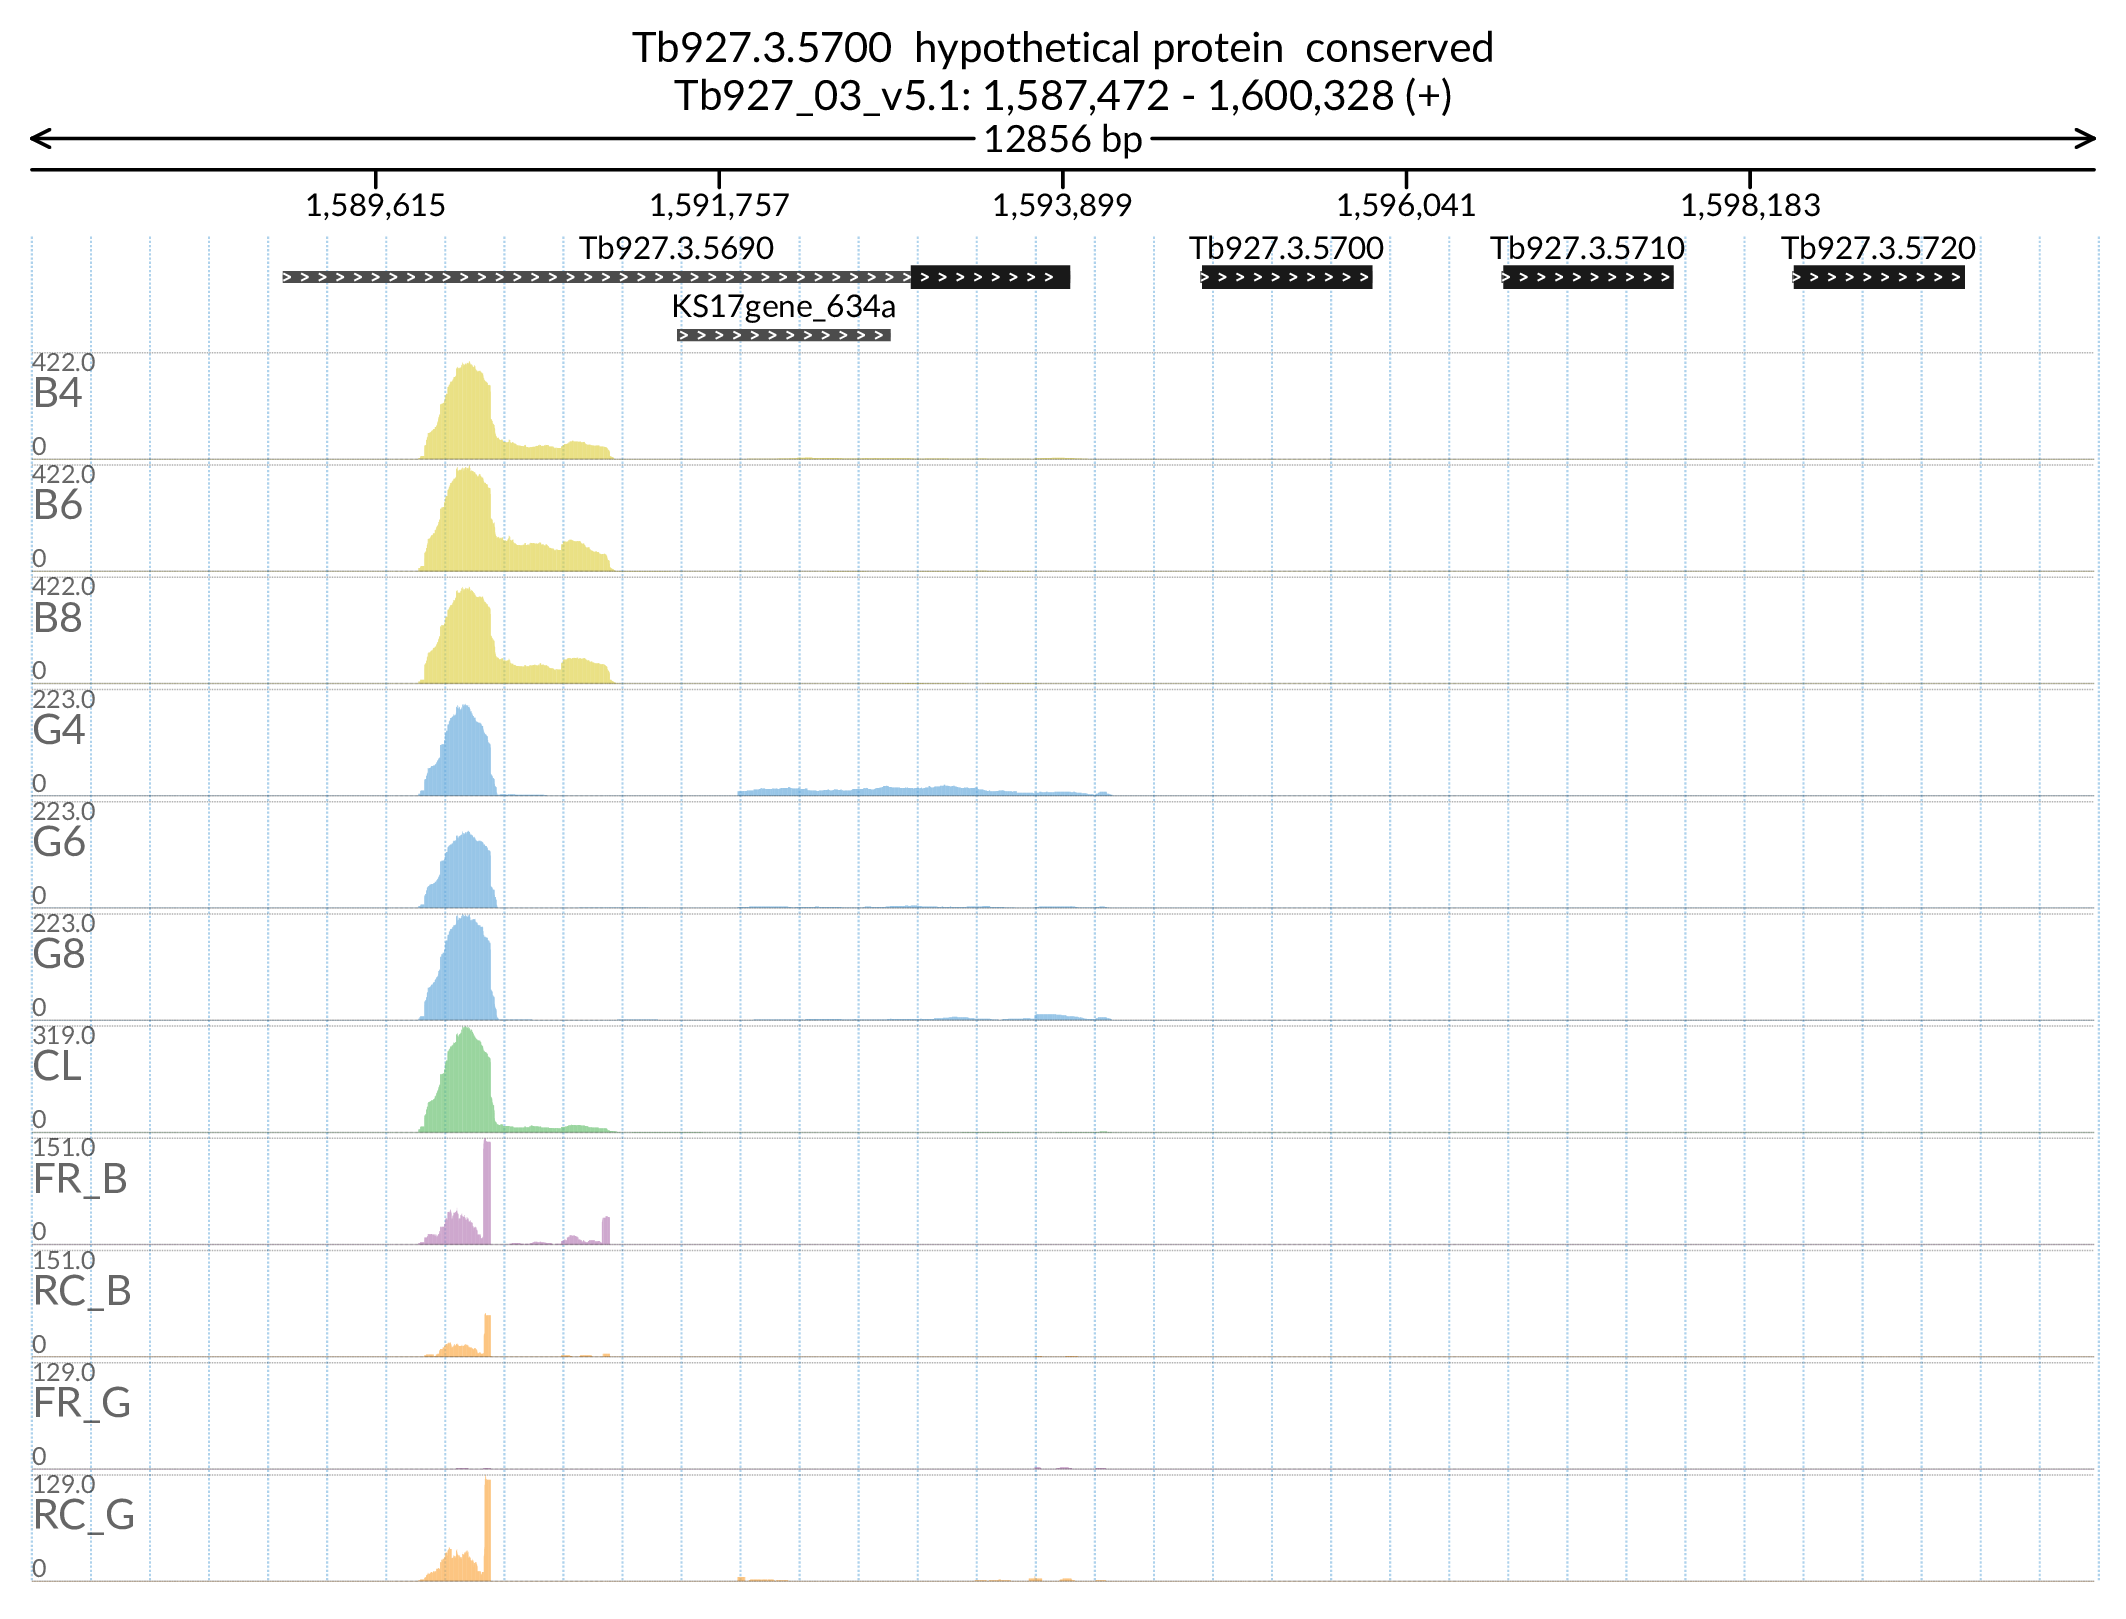 Tb927.3.5700 hypothetical protein conserved
Tb927_03_v5.1: 1,587,472 - 1,600,328 (+)
12856 bp
1,589,615 1,591,757 1,593,899 1,596,041 1,598,183
Tb927.3.5690 Tb927.3.5700 Tb927.3.5710 Tb927.3.5720
KS17gene_634a
422.0
B4
0
422.0
B6
0
422.0
B8
0
223.0
G4
0
223.0
G6
0
223.0
G8
0
319.0
CL
0
151.0
FR_B
0
151.0
RC_B
0
129.0
FR_G
0
129.0
RC_G
0